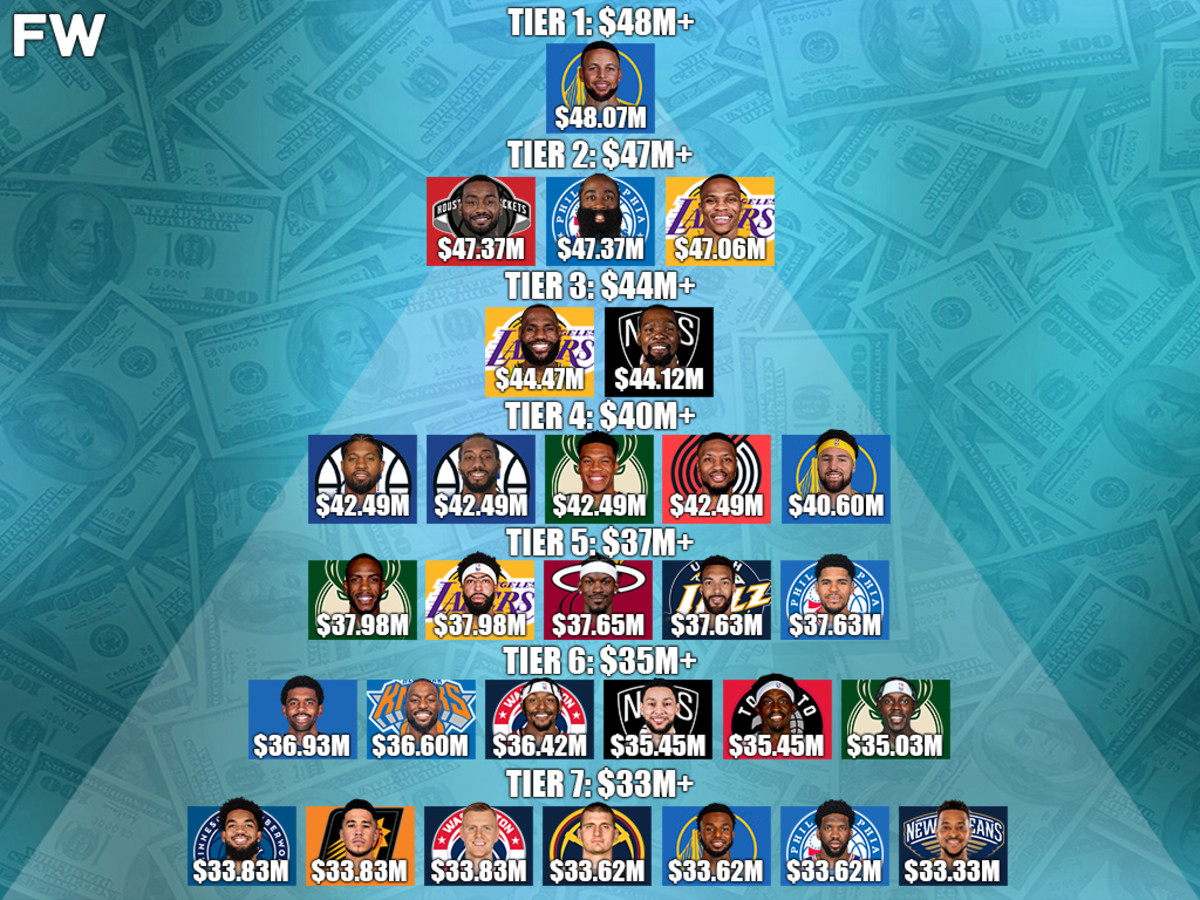 FW
TIER 1: $48M+
$48.07M
TIER 2: $47M+
$47.37M $47.37M $47.06M
TIER 3: $44M+
$44.47M $44.12M
TIER 4: $40M+
$42.49M $42.49M $42.49M $42.49M $40.60M
TIER 5: $37M+
$37.98M $37.98M $37.65M $37.63M $37.63M
TIER 6: $35M+
$36.93M $36.60M $36.42M $35.45M $35.45M $35.03M
TIER 7: $33M+
$33.83M $33.83M $33.83M $33.62M $33.62M $33.62M $33.33M